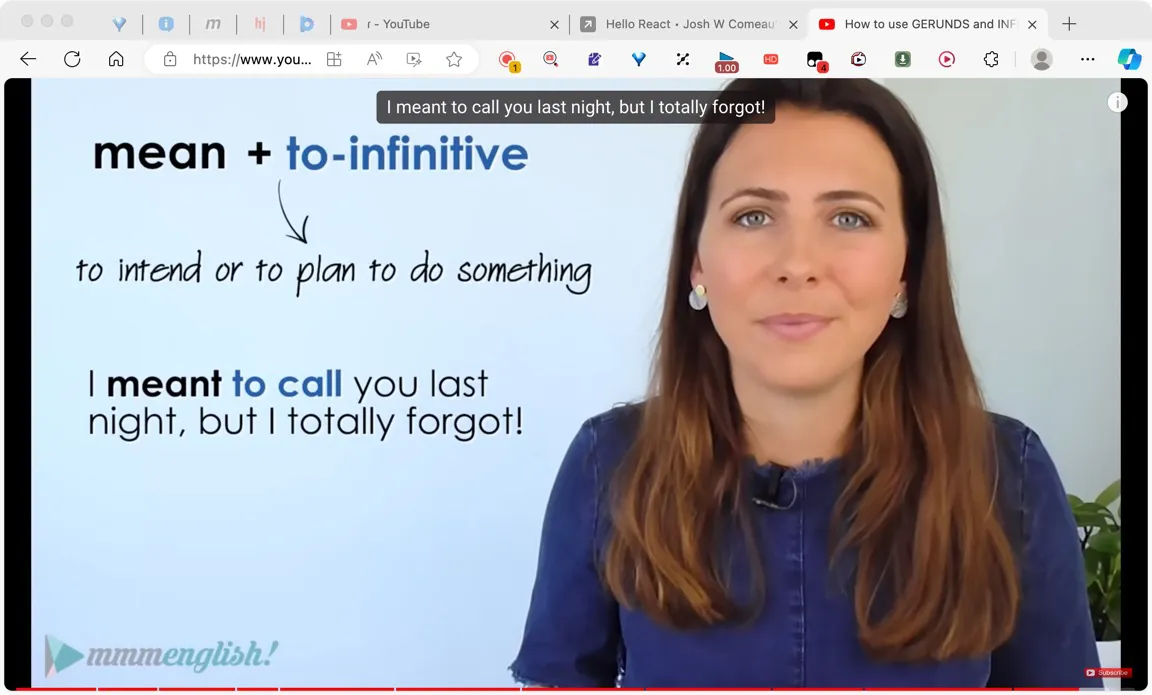 r - YouTube
Hello React • Josh W Comeau
How to use GERUNDS and INF
https://www.you...
1
1.00
HD
4
I meant to call you last night, but I totally forgot!
mean + to-infinitive
to intend or to plan to do something
I meant to call you last
night, but I totally forgot!
mmmenglish!
Subscribe